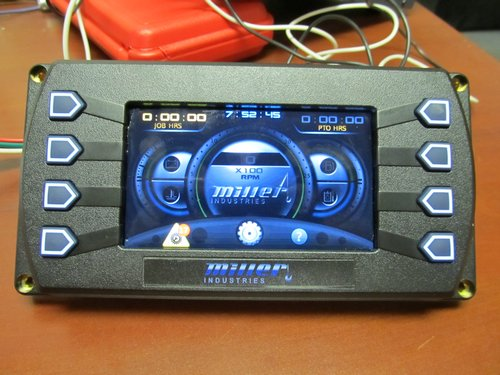 0:00:00
JOB HRS
7:52:45
0:00:00
PTO HRS
X100
RPM
miller
INDUSTRIES
?
miller
INDUSTRIES